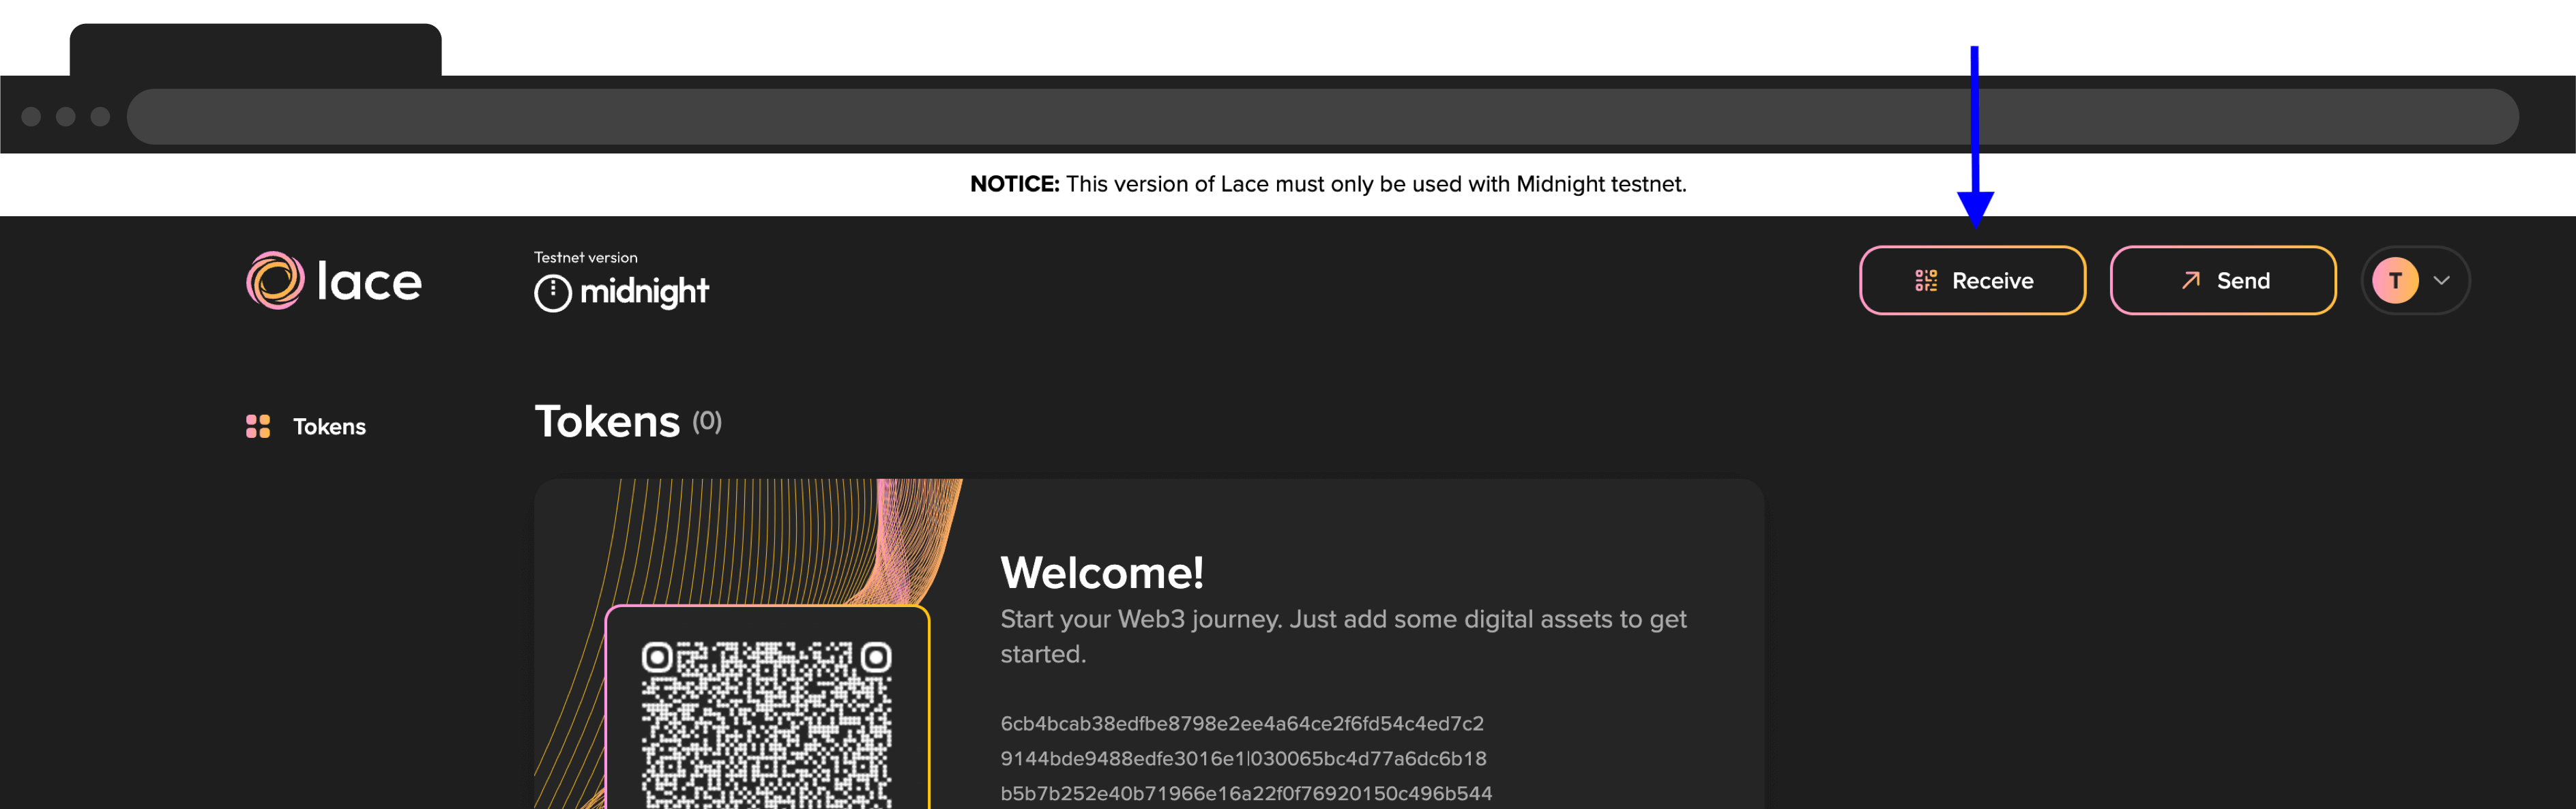 NOTICE: This version of Lace must only be used with Midnight testnet.
lace
Testnet version
midnight
Receive
Send
T
Tokens
Tokens (0)
Welcome!
Start your Web3 journey. Just add some digital assets to get
started.
6cb4bcab38edfbe8798e2ee4a64ce2f6fd54c4ed7c2
9144bde9488edfe3016e1|030065bc4d77a6dc6b18
b5b7b252e40b71966e16a22f0f76920150c496b544